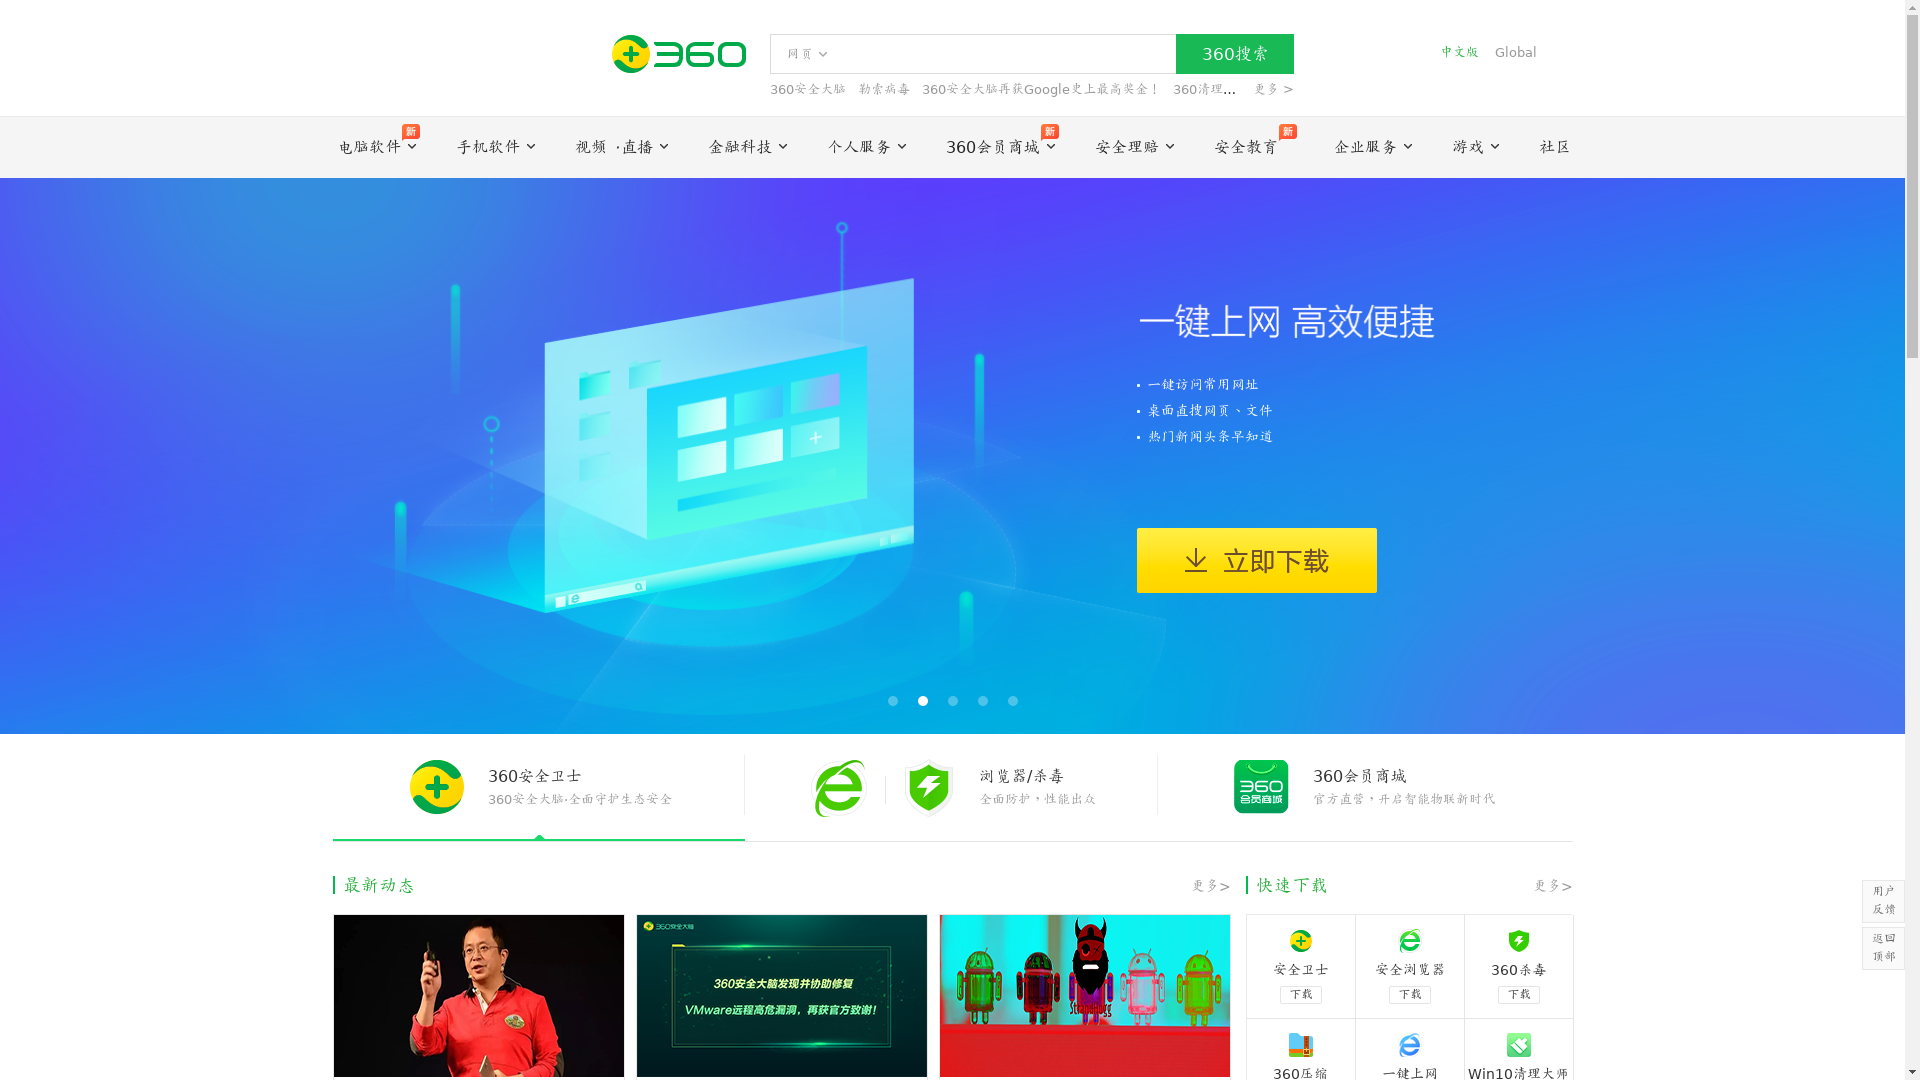 360
网页
360搜索
中文版
Global
360安全大脑
勒索病毒
360安全大脑再获Google史上最高奖金！
360清理...
更多 >
电脑软件
新
手机软件
视频 ·直播
金融科技
个人服务
360会员商城
新
安全理赔
安全教育
新
企业服务
游戏
社区
一键上网 高效便捷
一键访问常用网址
桌面直搜网页、文件
热门新闻头条早知道
立即下载
360安全卫士
360安全大脑·全面守护生态安全
浏览器/杀毒
全面防护，性能出众
360
会员商城
360会员商城
官方直营，开启智能物联新时代
最新动态
更多>
快速下载
更多>
用户
反馈
返回
顶部
360安全大脑
360安全大脑发现并协助修复
VMware远程高危漏洞，再获官方致谢！
StrandHogg
安全卫士
下载
安全浏览器
下载
360杀毒
下载
360压缩
一键上网
Win10清理大师